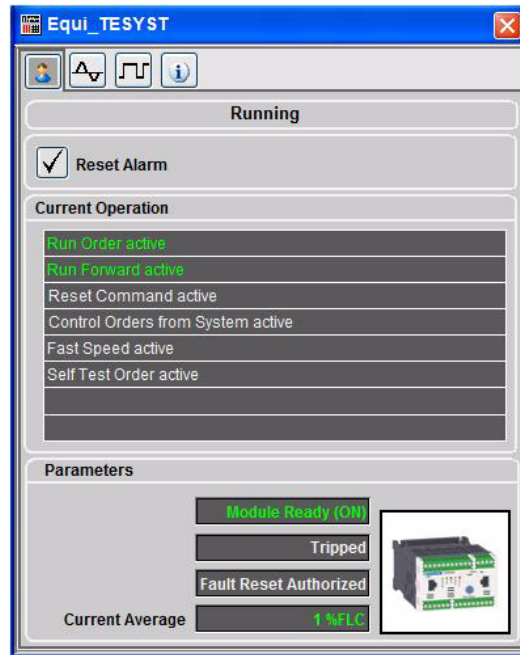 Equi_TESYST
Running
Reset Alarm
Current Operation
Run Order active
Run Forward active
Reset Command active
Control Orders from System active
Fast Speed active
Self Test Order active
Parameters
Module Ready (ON)
Tripped
Fault Reset Authorized
Current Average 1 %FLC